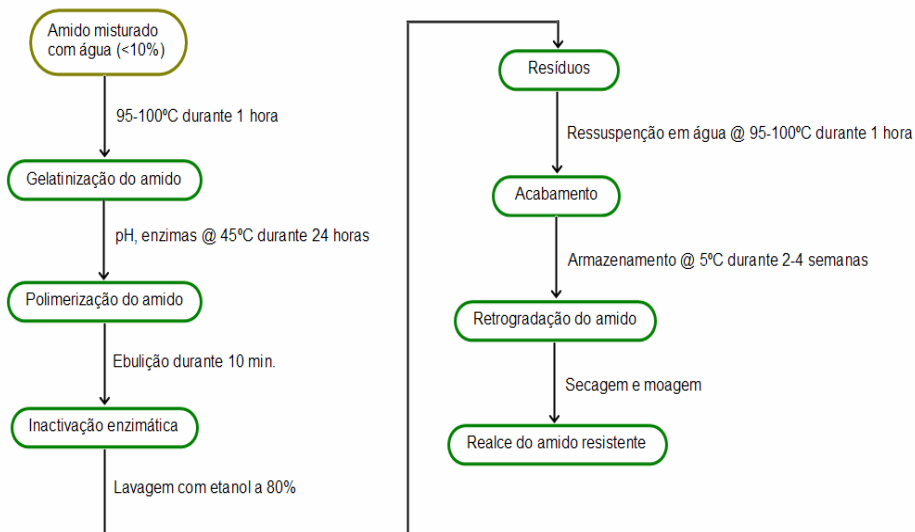 Amido misturado
com água (<10%)
95-100ºC durante 1 hora
Gelatinização do amido
pH, enzimas @ 45ºC durante 24 horas
Polimerização do amido
Ebulição durante 10 min.
Inactivação enzimática
Lavagem com etanol a 80%
Resíduos
Ressuspenção em água @ 95-100ºC durante 1 hora
Acabamento
Armazenamento @ 5ºC durante 2-4 semanas
Retrogradação do amido
Secagem e moagem
Realce do amido resistente